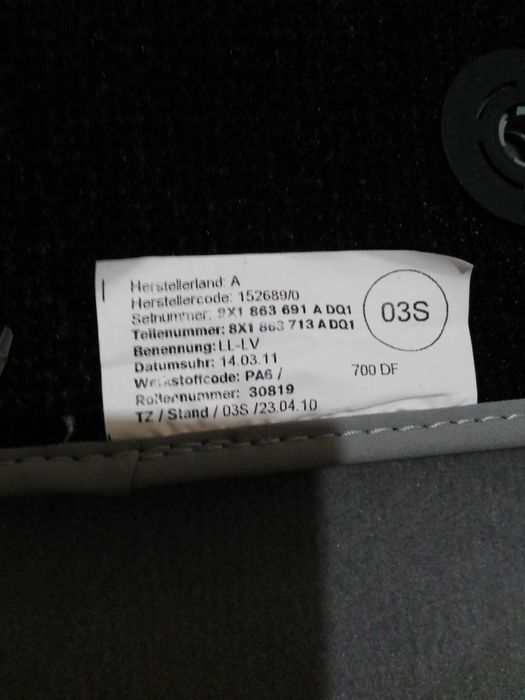 Herstellerland: A
Herstellercode: 152689/0
Setnummer: 8X1 863 691 A DQ1
Teilenummer: 8X1 863 713 A DQ1
Benennung: LL-LV
Datumsuhr: 14.03.11
Werkstoffcode: PA6 /
700 DF
Rollennummer: 30819
TZ / Stand / 03S /23.04.10
03S